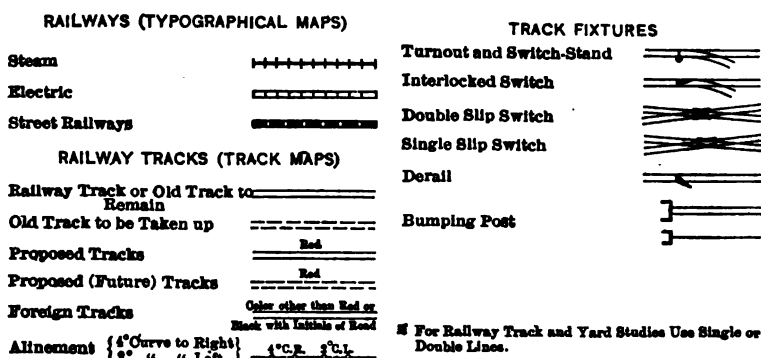 RAILWAYS (TYPOGRAPHICAL MAPS)
Steam
Electric
Street Railways
RAILWAY TRACKS (TRACK MAPS)
Railway Track or Old Track to
Remain
Old Track to be Taken up
Proposed Tracks Red
Proposed (Future) Tracks Red
Foreign Tracks Color other than Red or
Black with Initials of Road
Alinement {4°Curve to Right} 4°C.R. 2°C.L.
2° " " Left
TRACK FIXTURES
Turnout and Switch-Stand
Interlocked Switch
Double Slip Switch
Single Slip Switch
Derail
Bumping Post
For Railway Track and Yard Studies Use Single or
Double Lines.